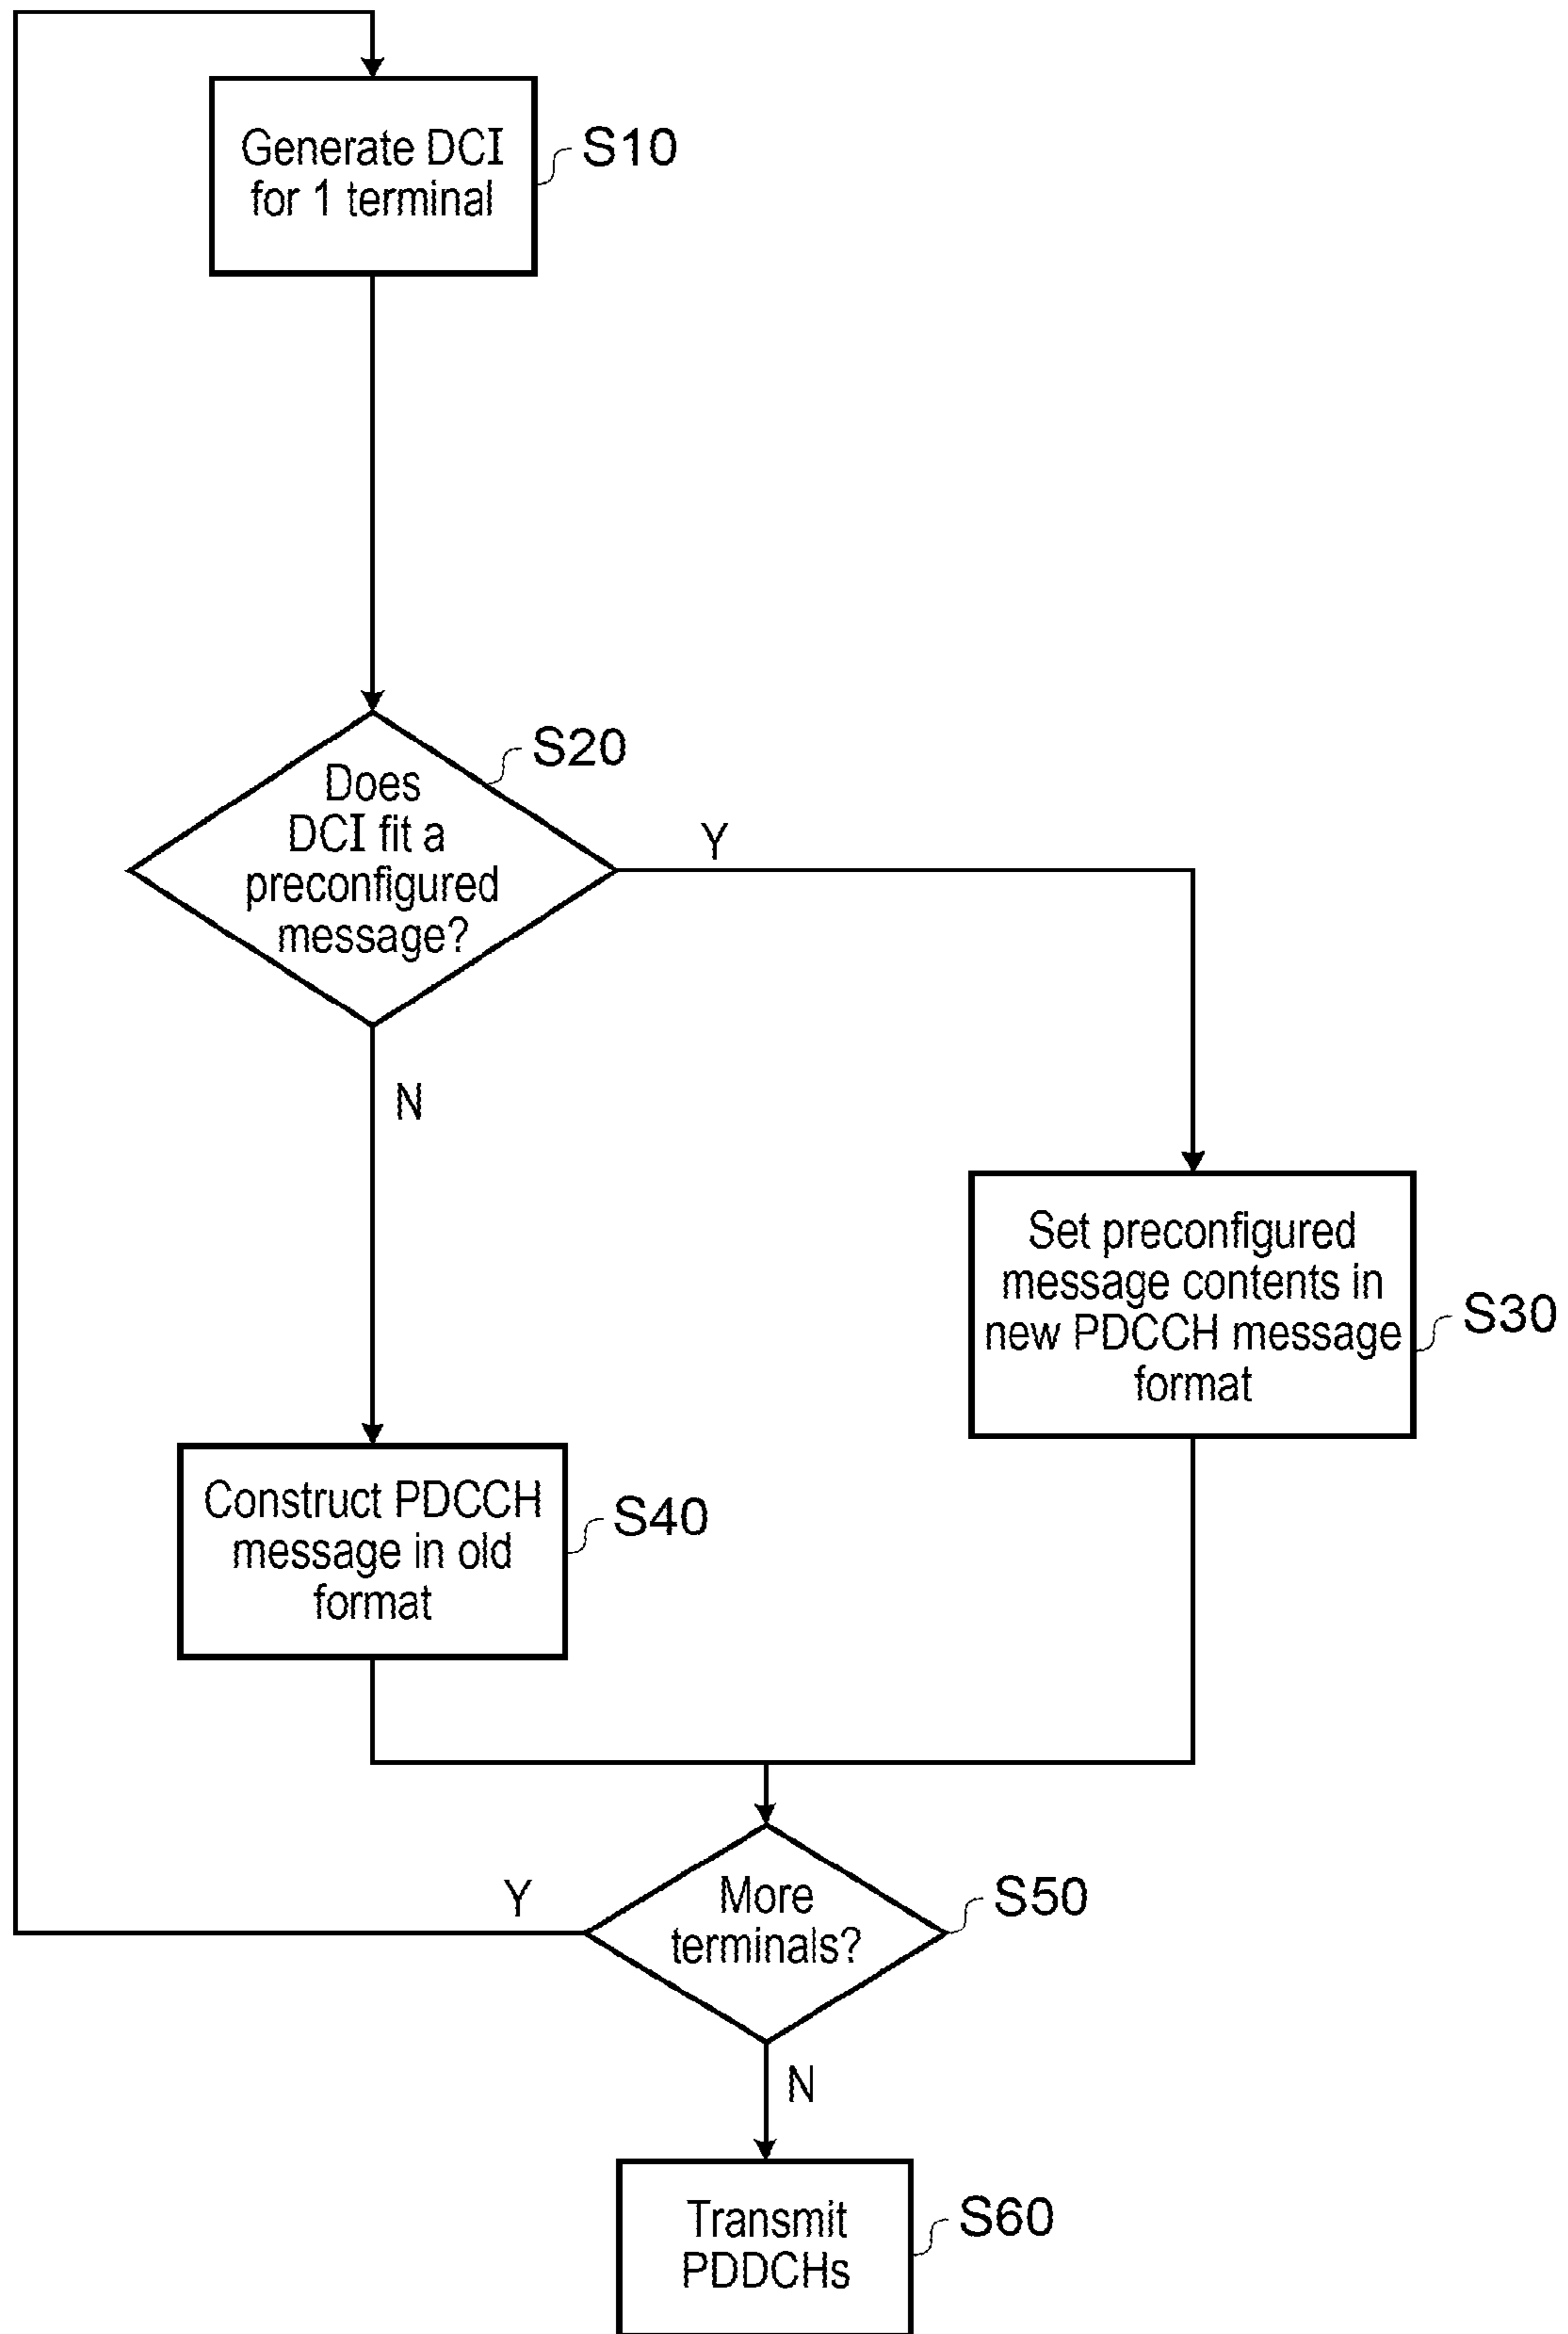 Generate DCI
for 1 terminal
S10
S20
Does
DCI fit a
preconfigured
message?
Y
N
Set preconfigured
message contents in
new PDCCH message
format
S30
Construct PDCCH
message in old
format
S40
Y
More
terminals?
S50
N
Transmit
PDDCHs
S60